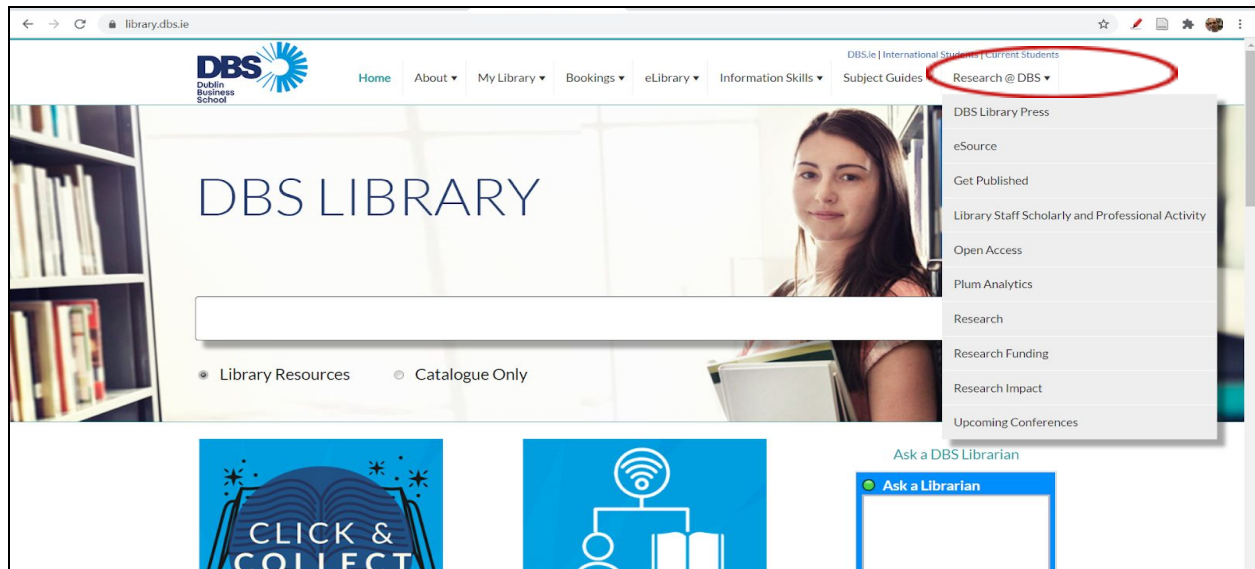 library.dbs.ie
DBS.ie | International Students | Current Students
DBS
Dublin
Business
School
Home About ▾ My Library ▾ Bookings ▾ eLibrary ▾ Information Skills ▾ Subject Guides Research @ DBS ▾
DBS Library Press
eSource
Get Published
Library Staff Scholarly and Professional Activity
Open Access
Plum Analytics
Research
Research Funding
Research Impact
Upcoming Conferences
DBS LIBRARY
Library Resources Catalogue Only
CLICK &
COLLECT
Ask a DBS Librarian
Ask a Librarian